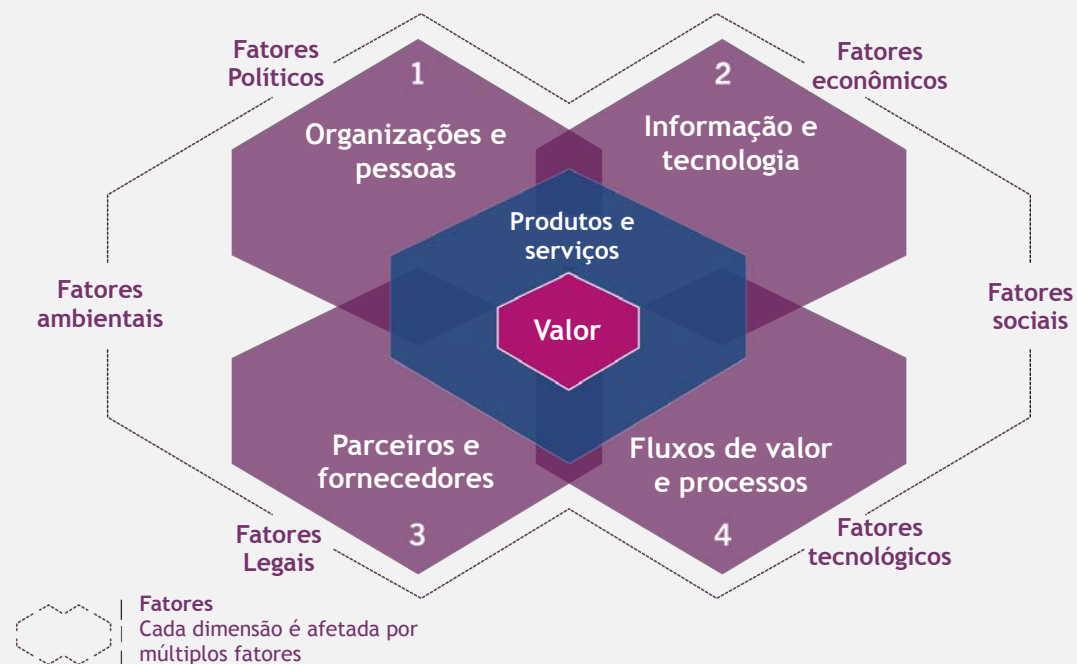 Fatores
Políticos
1
Organizações e
pessoas
2
Informação e
tecnologia
Fatores
econômicos
Produtos e
serviços
Valor
Fatores
ambientais
Fatores
sociais
Parceiros e
fornecedores
3
Fluxos de valor
e processos
4
Fatores
Legais
Fatores
tecnológicos
Fatores
Cada dimensão é afetada por
múltiplos fatores